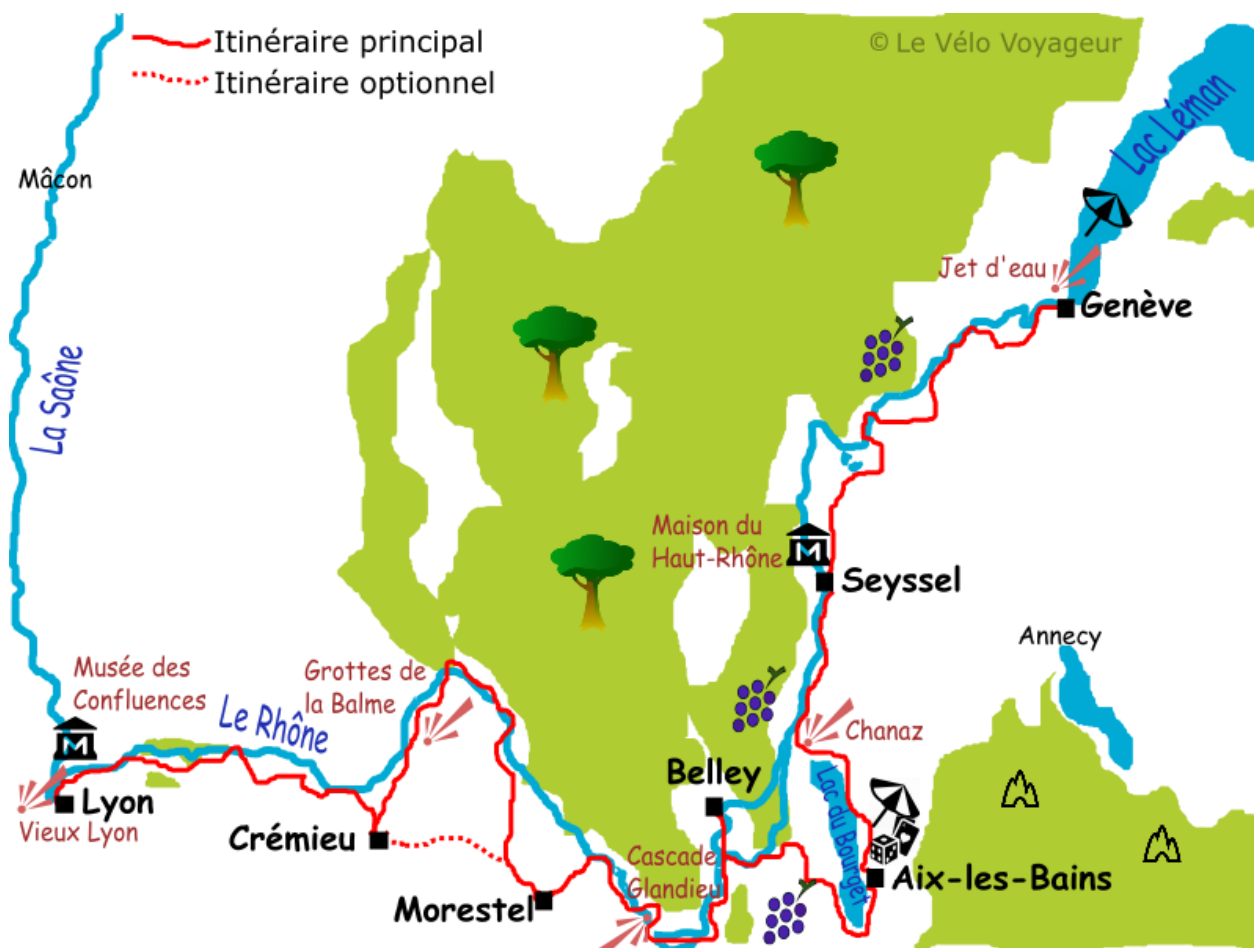 Itinéraire principal
© Le Vélo Voyageur
Itinéraire optionnel
Lac Léman
Mâcon
Jet d'eau
Genève
La Saône
Maison du
Haut-Rhône
M
Seyssel
Annecy
Musée des
Confluences
Grottes de
la Balme
Le Rhône
Chanaz
M
Belley
Lyon
Lac du Bourget
Vieux Lyon
Crémieu
Cascade
Glandieu
Aix-les-Bains
Morestel